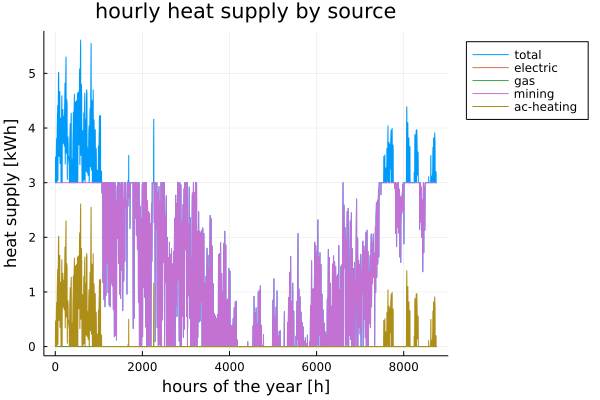 hourly heat supply by source
total
electric
gas
mining
ac-heating
heat supply [kWh]
5
4
3
2
1
0
0 2000 4000 6000 8000
hours of the year [h]